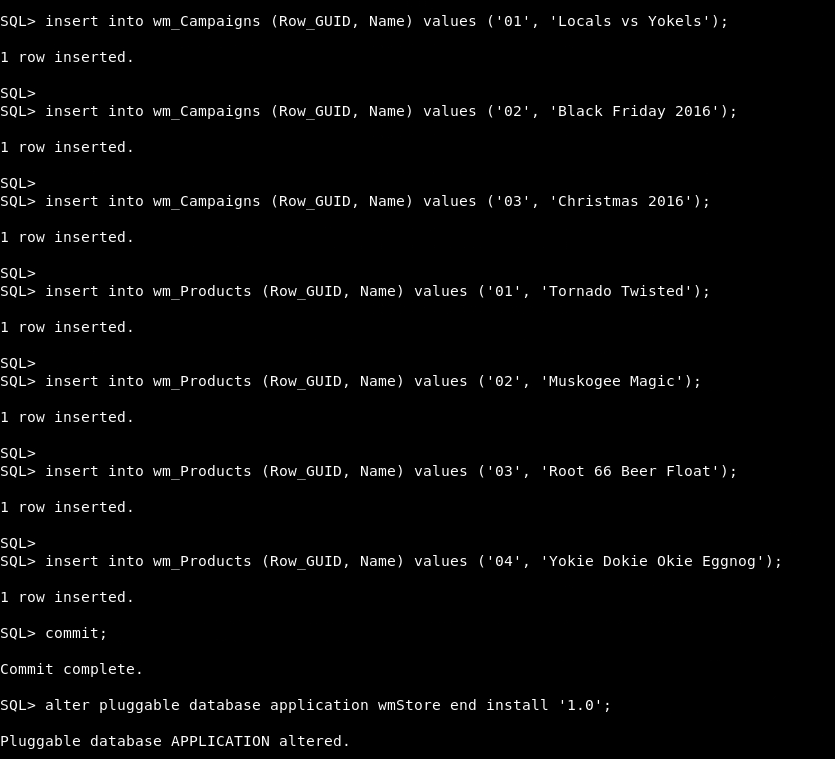 SQL> insert into wm_Campaigns (Row_GUID, Name) values ('01', 'Locals vs Yokels');
1 row inserted.
SQL>
SQL> insert into wm_Campaigns (Row_GUID, Name) values ('02', 'Black Friday 2016');
1 row inserted.
SQL>
SQL> insert into wm_Campaigns (Row_GUID, Name) values ('03', 'Christmas 2016');
1 row inserted.
SQL>
SQL> insert into wm_Products (Row_GUID, Name) values ('01', 'Tornado Twisted');
1 row inserted.
SQL>
SQL> insert into wm_Products (Row_GUID, Name) values ('02', 'Muskogee Magic');
1 row inserted.
SQL>
SQL> insert into wm_Products (Row_GUID, Name) values ('03', 'Root 66 Beer Float');
1 row inserted.
SQL>
SQL> insert into wm_Products (Row_GUID, Name) values ('04', 'Yokie Dokie Okie Eggnog');
1 row inserted.
SQL> commit;
Commit complete.
SQL> alter pluggable database application wmStore end install '1.0';
Pluggable database APPLICATION altered.